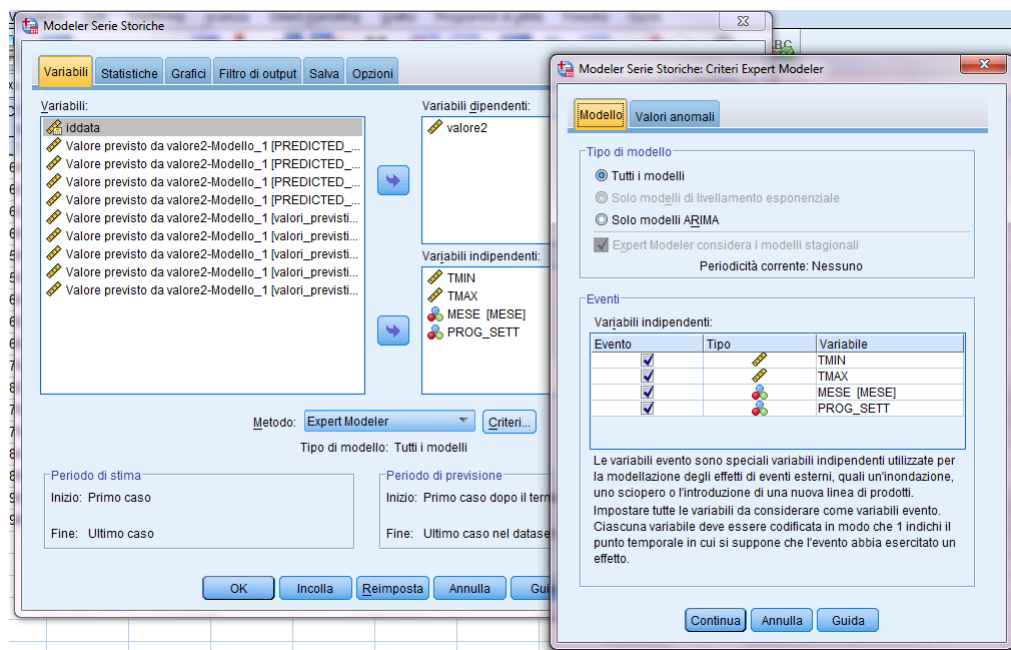 Modeler Serie Storiche
Variabili Statistiche Grafici Filtro di output Salva Opzioni
Variabili:
iddata
Valore previsto da valore2-Modello_1 [PREDICTED_...
Valore previsto da valore2-Modello_1 [PREDICTED_...
Valore previsto da valore2-Modello_1 [PREDICTED_...
Valore previsto da valore2-Modello_1 [PREDICTED_...
Valore previsto da valore2-Modello_1 [valori_previsti...
Valore previsto da valore2-Modello_1 [valori_previsti...
Valore previsto da valore2-Modello_1 [valori_previsti...
Valore previsto da valore2-Modello_1 [valori_previsti...
Valore previsto da valore2-Modello_1 [valori_previsti...
Variabili dipendenti:
valore2
Variabili indipendenti:
TMIN
TMAX
MESE [MESE]
PROG_SETT
Metodo: Expert Modeler Criteri...
Tipo di modello: Tutti i modelli
Periodo di stima
Inizio: Primo caso
Fine: Ultimo caso
Periodo di previsione
Inizio: Primo caso dopo il tern
Fine: Ultimo caso nel datase
OK Incolla Reimposta Annulla Gui
Modeler Serie Storiche: Criteri Expert Modeler
Modello Valori anomali
Tipo di modello
Tutti i modelli
Solo modelli di livellamento esponenziale
Solo modelli ARIMA
Expert Modeler considera i modelli stagionali
Periodicità corrente: Nessuno
Eventi
Variabili indipendenti:
Evento Tipo Variabile
TMIN
TMAX
MESE [MESE]
PROG_SETT
Le variabili evento sono speciali variabili indipendenti utilizzate per
la modellazione degli effetti di eventi esterni, quali un'inondazione,
uno sciopero o l'introduzione di una nuova linea di prodotti.
Impostare tutte le variabili da considerare come variabili evento.
Ciascuna variabile deve essere codificata in modo che 1 indichi il
punto temporale in cui si suppone che l'evento abbia esercitato un
effetto.
Continua Annulla Guida